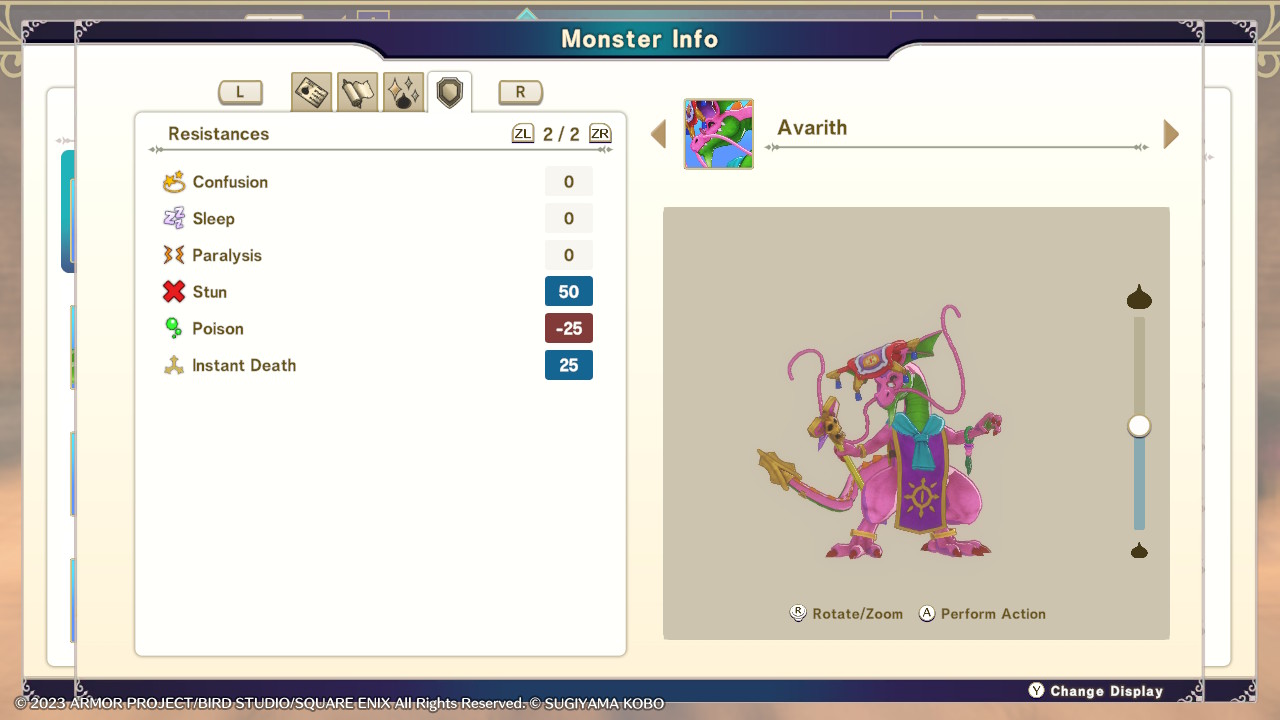 Monster Info
L
R
Resistances
ZL 2 / 2 ZR
Avarith
Confusion 0
Sleep 0
Paralysis 0
Stun 50
Poison -25
Instant Death 25
R Rotate/Zoom A Perform Action
Y Change Display
© 2023 ARMOR PROJECT/BIRD STUDIO/SQUARE ENIX All Rights Reserved. © SUGIYAMA KOBO